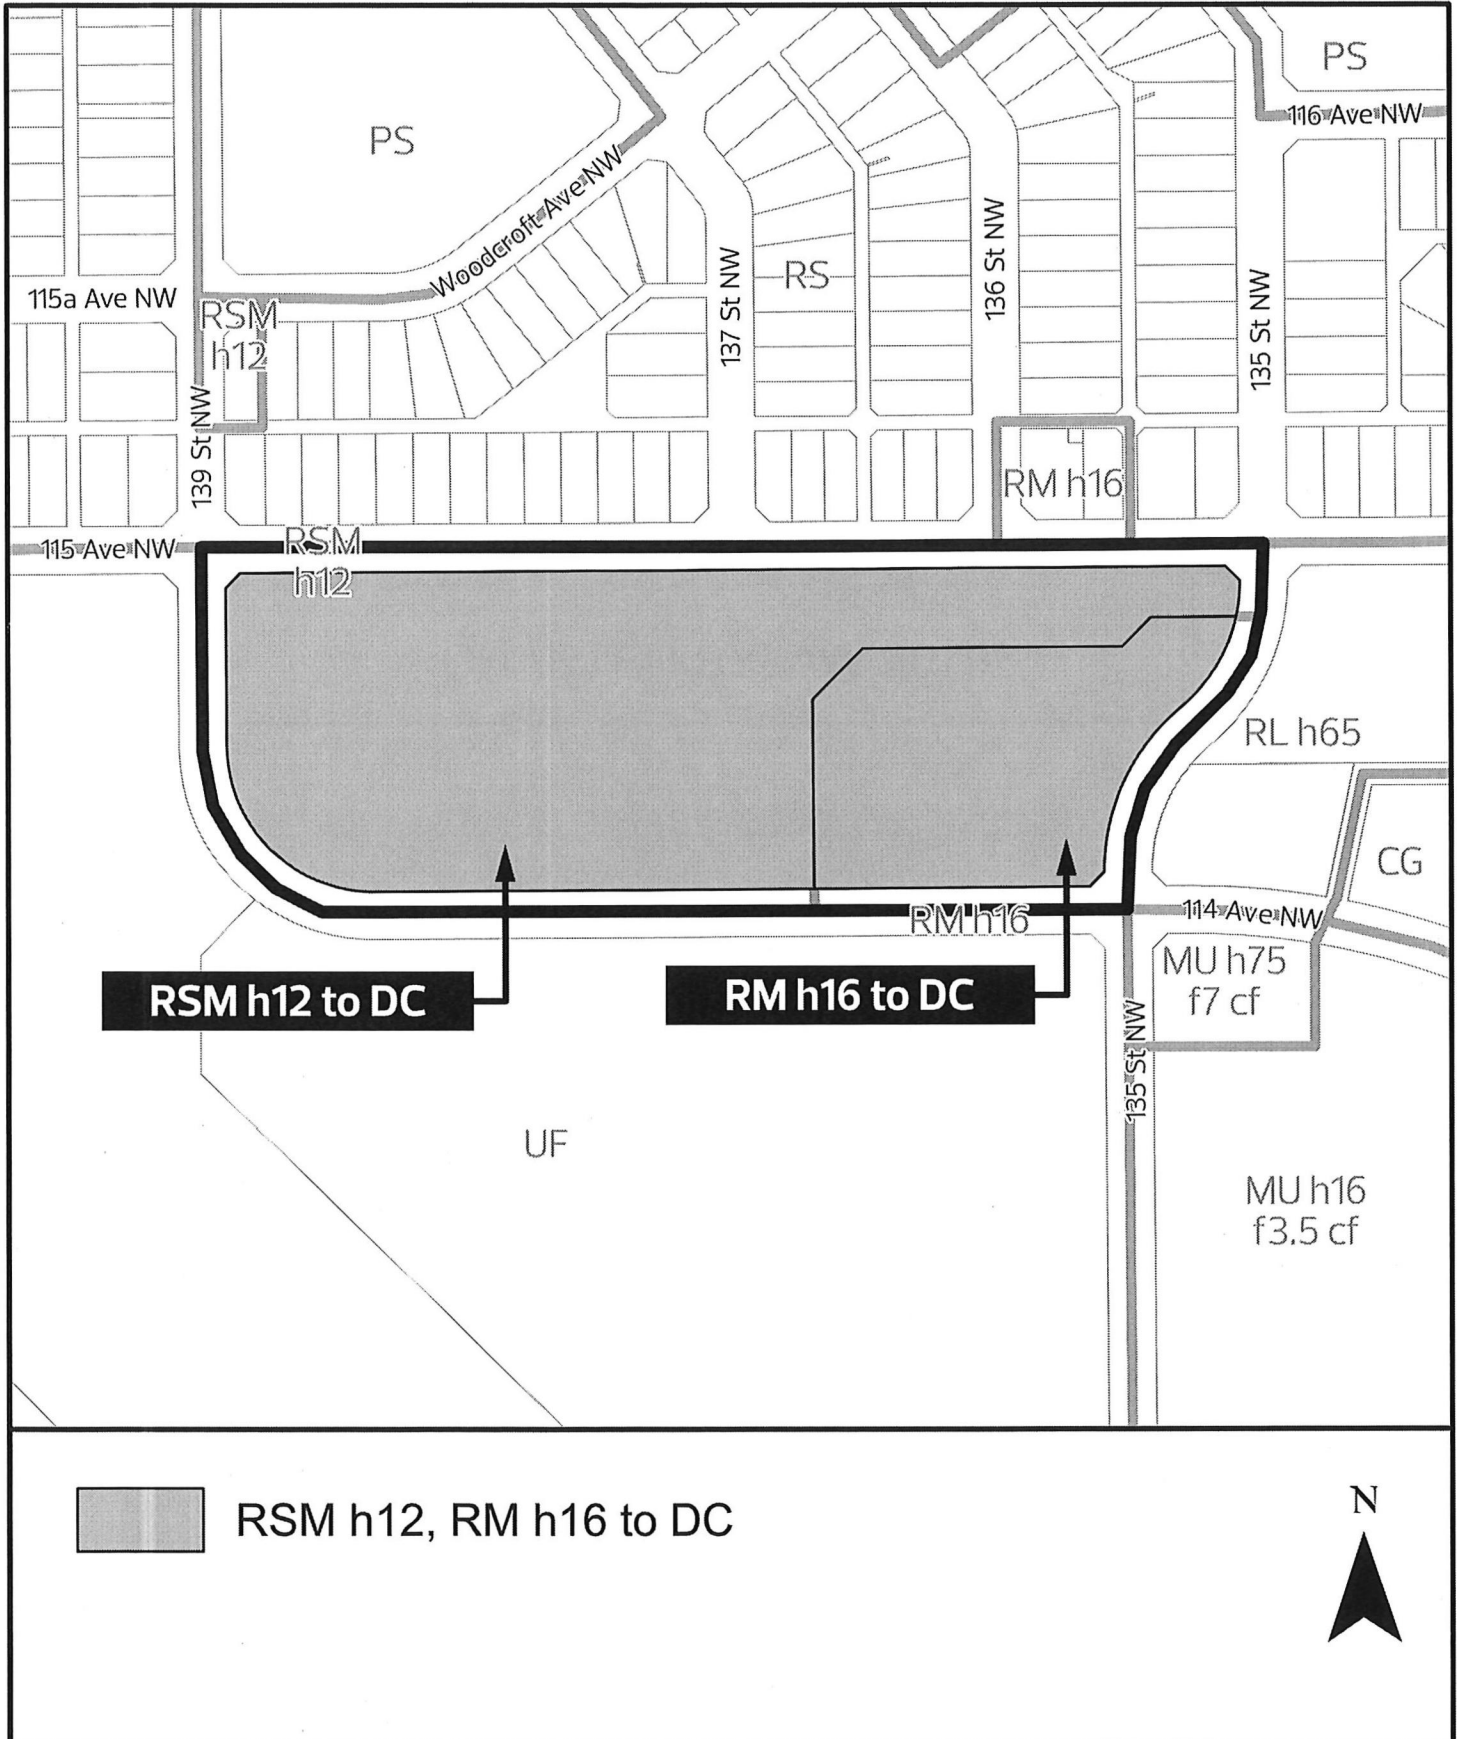 PS
116 Ave NW
PS
Woodcroft Ave NW
115a Ave NW
RSM
h12
137 St NW
RS
136 St NW
135 St NW
139 St NW
RM h16
115 Ave NW
RSM
h12
RL h65
CG
RM h16
114 Ave NW
MU h75
f7 cf
RSM h12 to DC
RM h16 to DC
135 St NW
UF
MU h16
f3.5 cf
RSM h12, RM h16 to DC
N